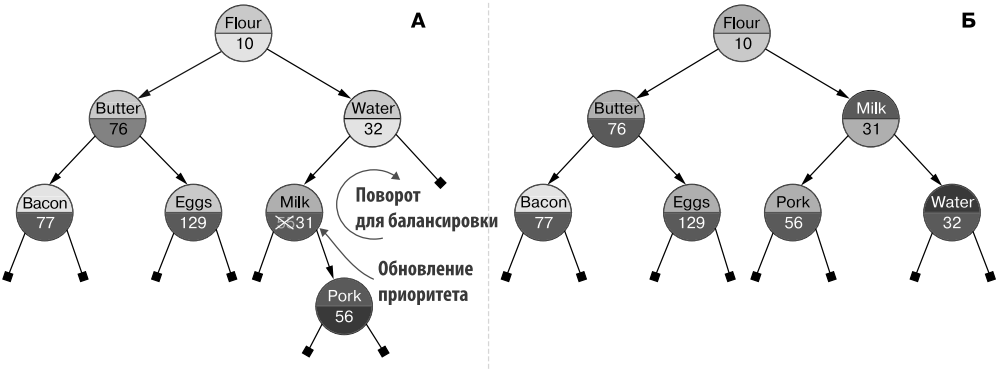 А
Flour
10
Butter
76
Water
32
Bacon
77
Eggs
129
Milk
31
Поворот
для балансировки
Обновление
приоритета
Pork
56
Б
Flour
10
Butter
76
Milk
31
Bacon
77
Eggs
129
Pork
56
Water
32